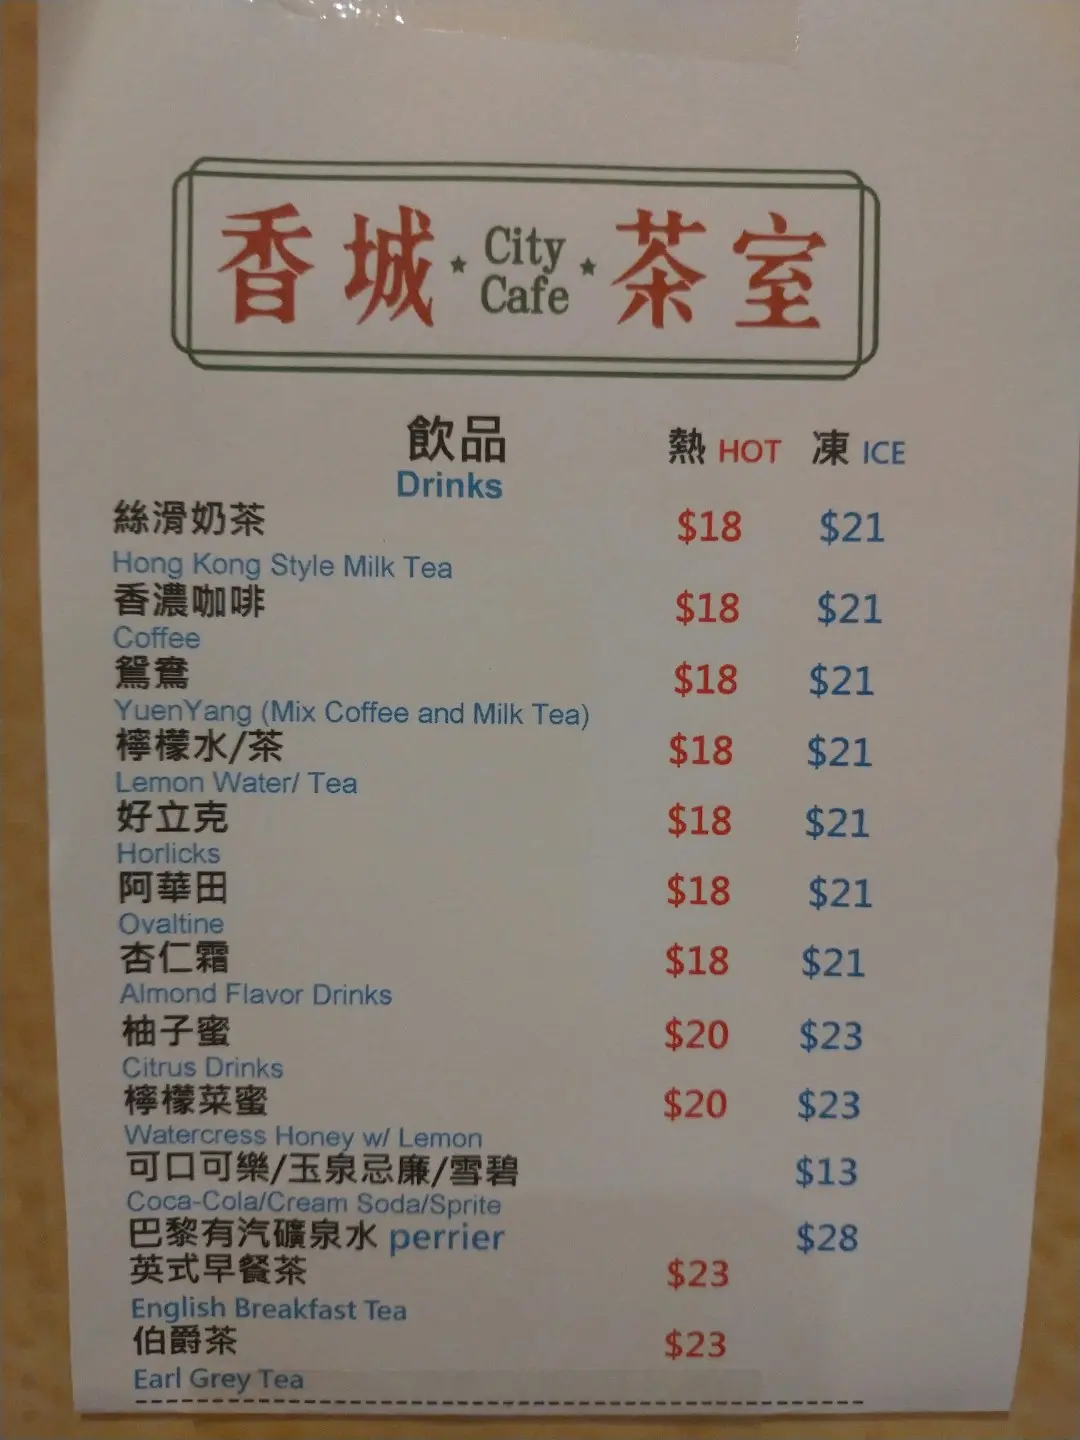 香城 City Cafe 茶室
飲品 熱 HOT 凍 ICE
Drinks
絲滑奶茶 $18 $21
Hong Kong Style Milk Tea
香濃咖啡 $18 $21
Coffee
鴛鴦 $18 $21
YuenYang (Mix Coffee and Milk Tea)
檸檬水/茶 $18 $21
Lemon Water/ Tea
好立克 $18 $21
Horlicks
阿華田 $18 $21
Ovaltine
杏仁霜 $18 $21
Almond Flavor Drinks
柚子蜜 $20 $23
Citrus Drinks
檸檬菜蜜 $20 $23
Watercress Honey w/ Lemon
可口可樂/玉泉忌廉/雪碧 $13
Coca-Cola/Cream Soda/Sprite
巴黎有汽礦泉水 perrier $28
英式早餐茶 $23
English Breakfast Tea
伯爵茶 $23
Earl Grey Tea